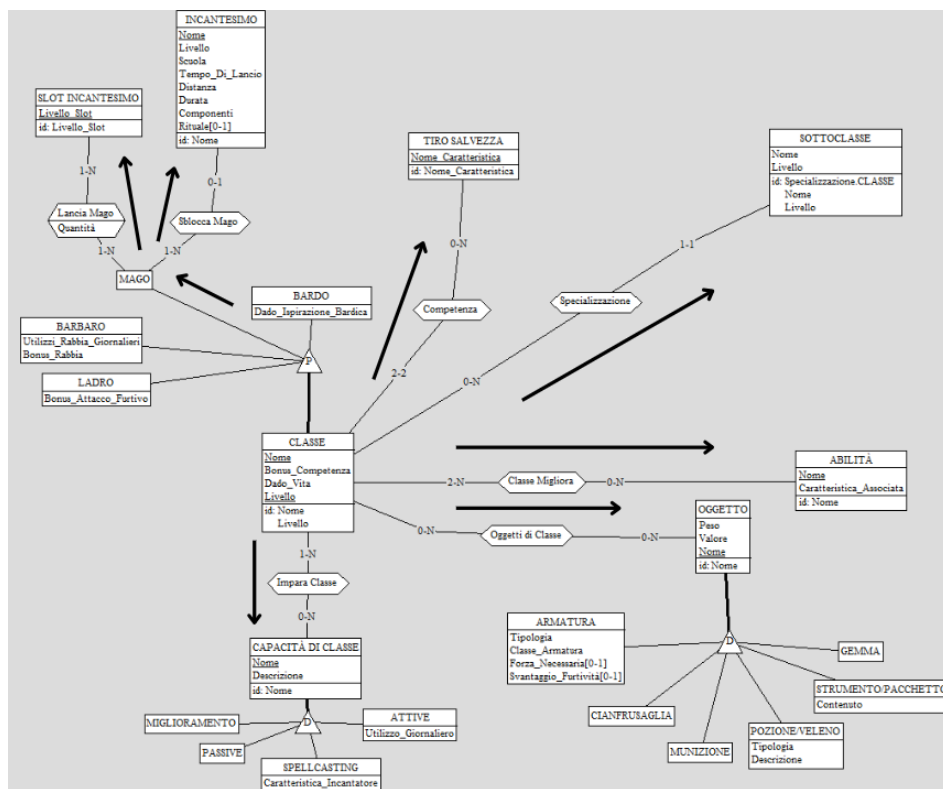 INCANTESIMO
Nome
Livello
Scuola
Tempo_Di_Lancio
Distanza
Durata
Componenti
Rituale[0-1]
id: Nome
SLOT INCANTESIMO
Livello_Slot
id: Livello_Slot
TIRO SALVEZZA
Nome_Caratteristica
id: Nome_Caratteristica
SOTTOCLASSE
Nome
Livello
id: Specializzazione.CLASSE
Nome
Livello
1-N
0-1
Lancia Mago
Quantità
Sblocca Mago
1-N
1-N
MAGO
0-N
1-1
BARDO
Dado_Ispirazione_Bardica
Competenza
Specializzazione
BARBARO
Utilizzi_Rabbia_Giornalieri
Bonus_Rabbia
P
LADRO
Bonus_Attacco_Furtivo
2-2
0-N
CLASSE
Nome
Bonus_Competenza
Dado_Vita
Livello
id: Nome
Livello
2-N
Classe Migliora
0-N
ABILITÀ
Nome
Caratteristica_Associata
id: Nome
0-N
Oggetti di Classe
0-N
OGGETTO
Peso
Valore
Nome
id: Nome
1-N
Impara Classe
0-N
CAPACITÀ DI CLASSE
Nome
Descrizione
id: Nome
D
MIGLIORAMENTO
PASSIVE
ATTIVE
Utilizzo_Giornaliero
SPELLCASTING
Caratteristica_Incantatore
ARMATURA
Tipologia
Classe_Armatura
Forza_Necessaria[0-1]
Svantaggio_Furtività[0-1]
D
GEMMA
STRUMENTO/PACCHETTO
Contenuto
CIANFRUSAGLIA
MUNIZIONE
POZIONE/VELENO
Tipologia
Descrizione